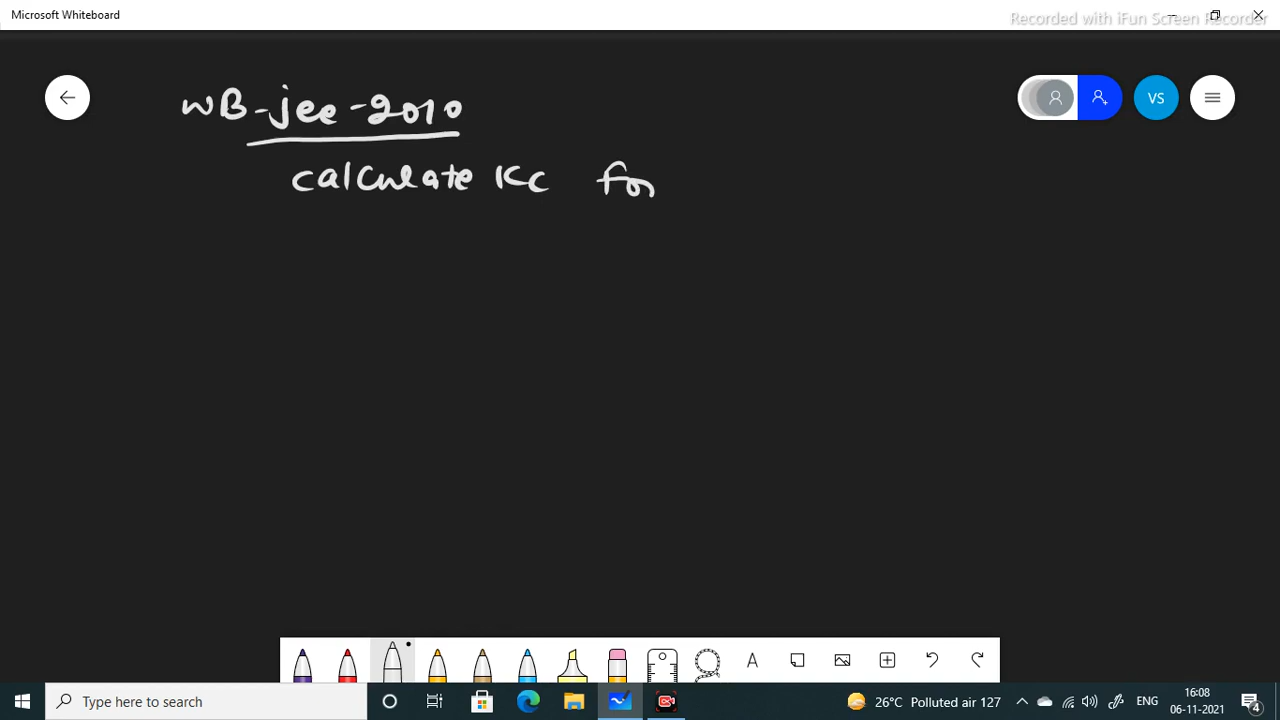 Microsoft Whiteboard
Recorded with iFun Screen Recorder
WB-jee-2010
VS
calculate Kc for
A
Type here to search
26°C Polluted air 127
ENG
16:08
06-11-2021
4